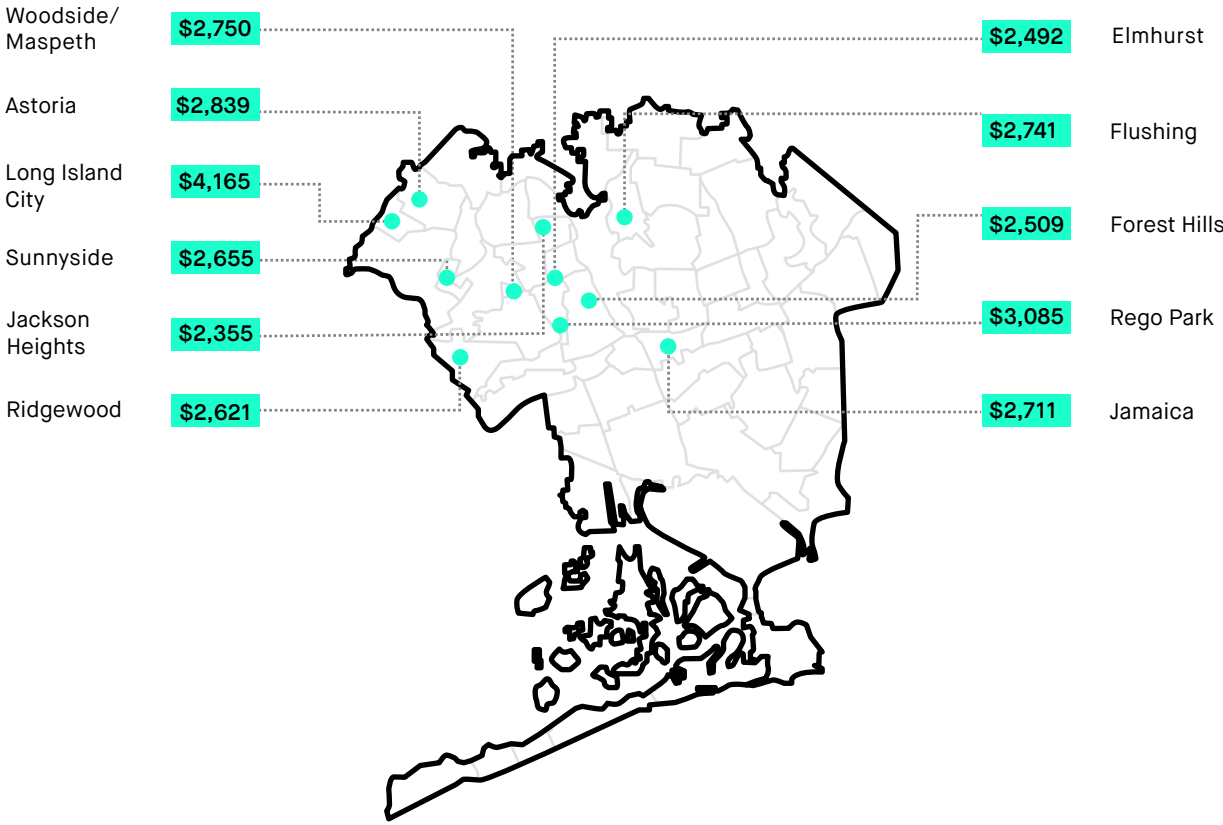 Woodside/
Maspeth
$2,750
Astoria
$2,839
Long Island
City
$4,165
Sunnyside
$2,655
Jackson
Heights
$2,355
Ridgewood
$2,621
$2,492
Elmhurst
$2,741
Flushing
$2,509
Forest Hills
$3,085
Rego Park
$2,711
Jamaica